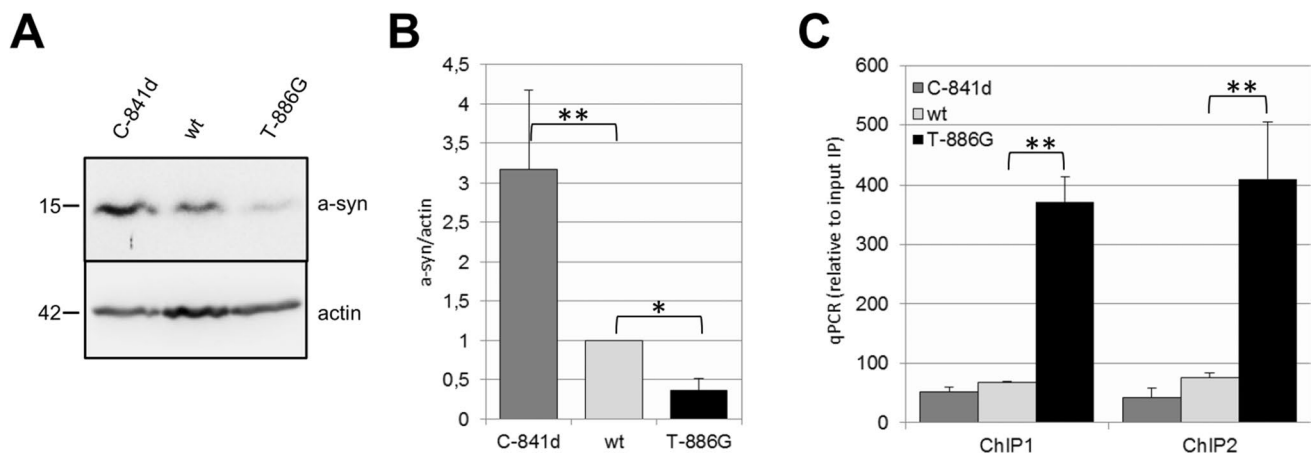 A
C-841d wt T-886G
15 a-syn
42 actin
B
4,5
4
3,5
3
2,5
2
1,5
1
0,5
0
a-syn/actin
**
*
C-841d wt T-886G
C
600
500
400
300
200
100
0
qPCR (relative to input IP)
C-841d
wt
T-886G
**
**
ChIP1 ChIP2